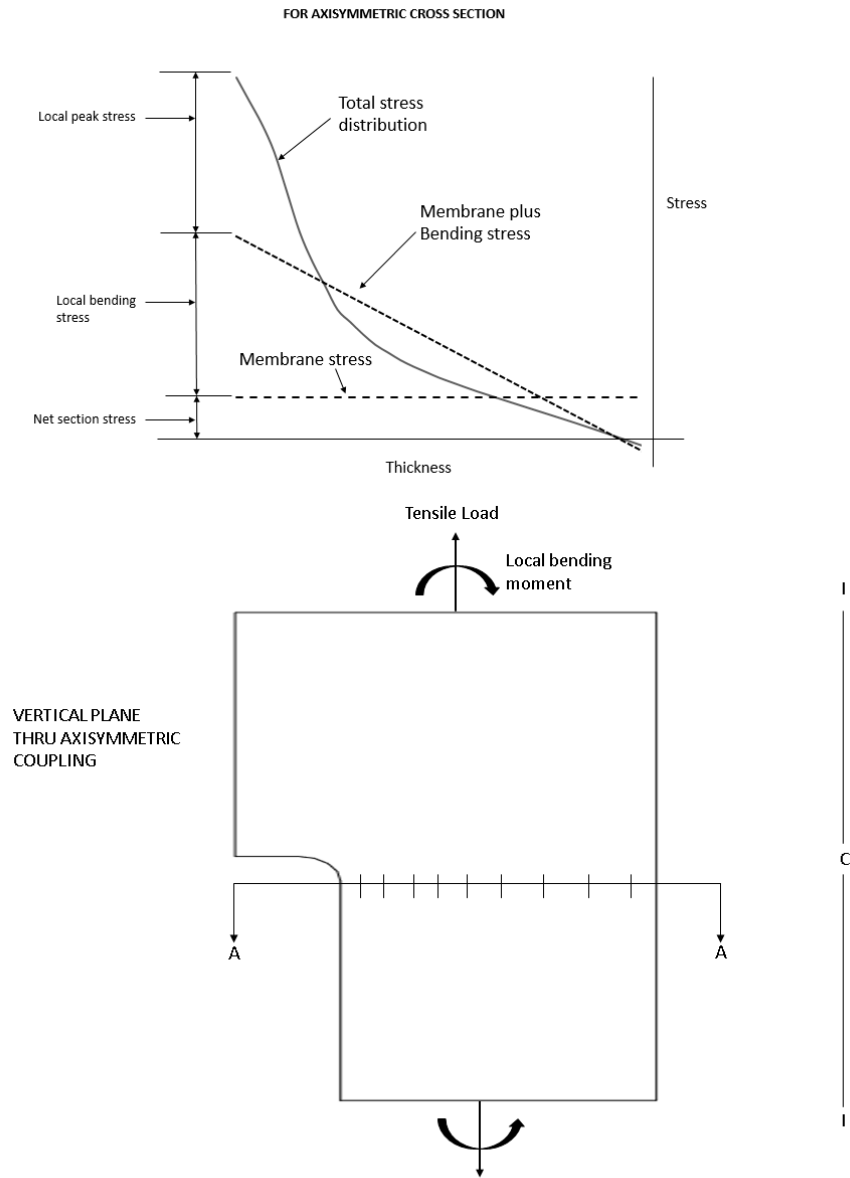 FOR AXISYMMETRIC CROSS SECTION
Local peak stress
Total stress
distribution
Membrane plus
Bending stress
Stress
Local bending
stress
Membrane stress
Net section stress
Thickness
Tensile Load
Local bending
moment
I
VERTICAL PLANE
THRU AXISYMMETRIC
COUPLING
C
A
A
I